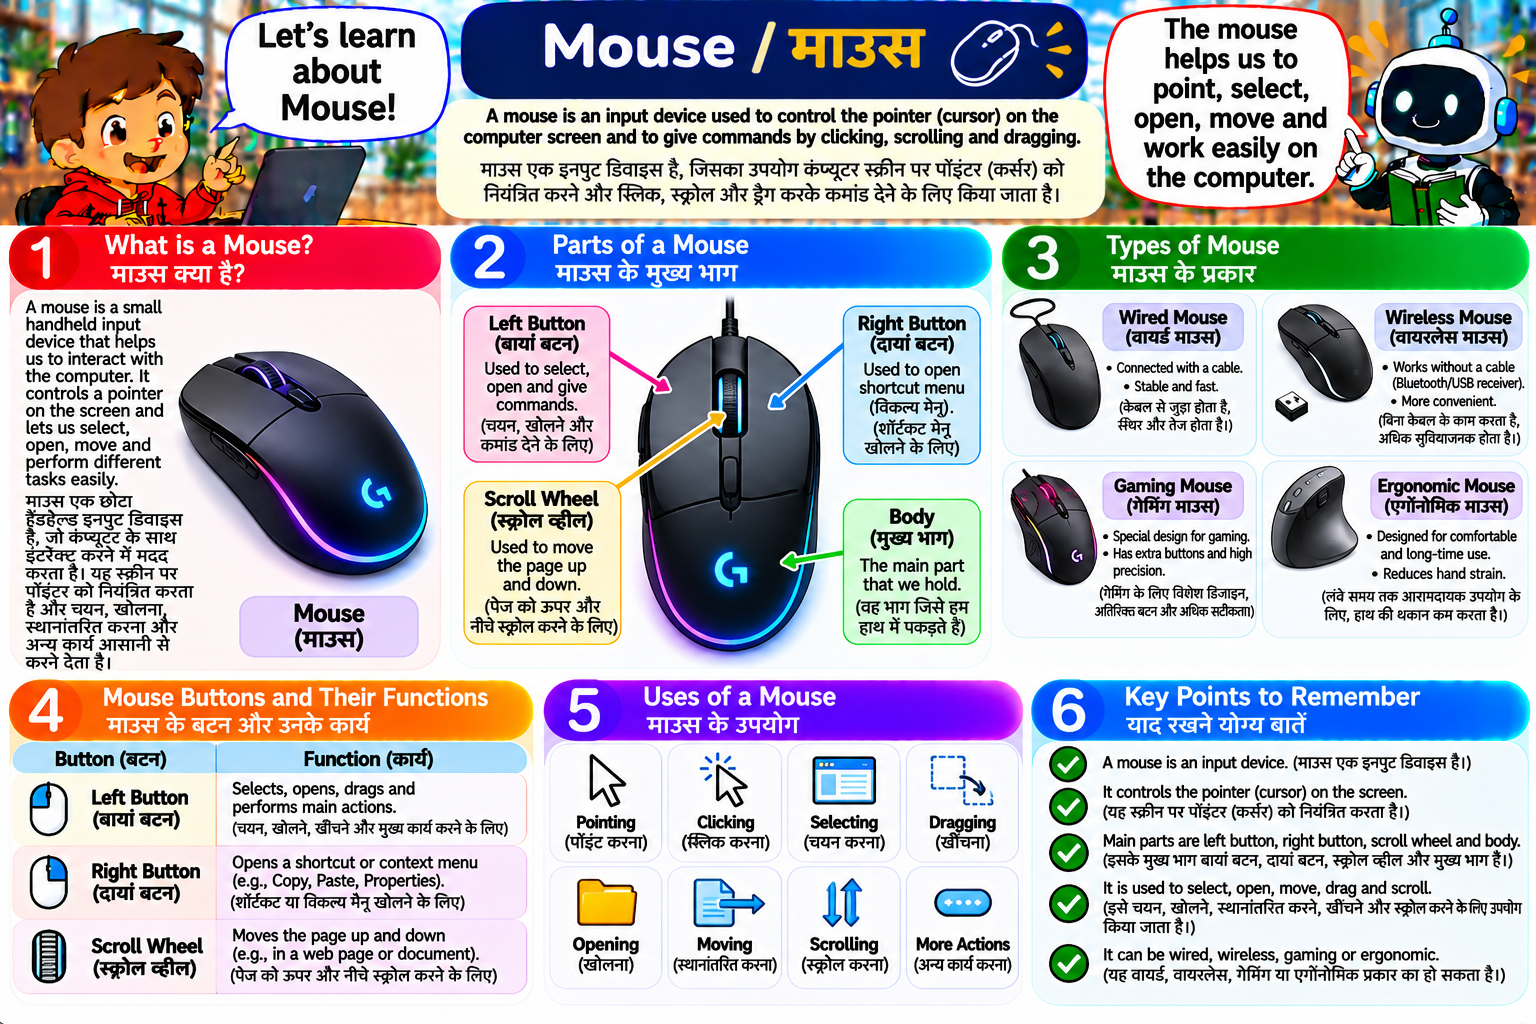 Let's learn
about
Mouse!
Mouse / माउस
A mouse is an input device used to control the pointer (cursor) on the
computer screen and to give commands by clicking, scrolling and dragging.
माउस एक इनपुट डिवाइस है, जिसका उपयोग कंप्यूटर स्क्रीन पर पॉइंटर (कर्सर) को
नियंत्रित करने और क्लिक, स्क्रोल और ड्रैग करके कमांड देने के लिए किया जाता है।
The mouse
helps us to
point, select,
open, move and
work easily on
the computer.
1 What is a Mouse?
माउस क्या है?
A mouse is a small
handheld input
device that helps
us to interact with
the computer. It
controls a pointer
on the screen and
lets us select,
open, move and
perform different
tasks easily.
माउस एक छोटा
हैंडहेल्ड इनपुट डिवाइस
है, जो कंप्यूटट के साथ
इंटरैक्ट करने में मदद
करता है। यह स्क्रीन पर
पॉइंटर को नियंत्रित करता
है और चयन, खोलना,
स्थानांतरित करना और
अन्य कार्य आसानी से
करने देता है।
Mouse
(माउस)
2 Parts of a Mouse
माउस के मुख्य भाग
Left Button
(बायां बटन)
Used to select,
open and give
commands.
(चयन, खोलने और
कमांड देने के लिए)
Right Button
(दायां बटन)
Used to open
shortcut menu
(विकल्प मेनू).
(शॉर्टकट मेनू
खोलने के लिए)
Scroll Wheel
(स्क्रोल व्हील)
Used to move
the page up
and down.
(पेज को ऊपर और
नीचे स्क्रोल करने के लिए)
Body
(मुख्य भाग)
The main part
that we hold.
(वह भाग जिसे हम
हाथ में पकड़ते हैं)
3 Types of Mouse
माउस के प्रकार
Wired Mouse
(वायर्ड माउस)
• Connected with a cable.
• Stable and fast.
(केबल से जुड़ा होता है,
स्थिर और तेज होता है।)
Wireless Mouse
(वायरलेस माउस)
• Works without a cable
(Bluetooth/USB receiver).
• More convenient.
(बिना केबल के काम करता है,
अधिक सुवियाजनक होता है।)
Gaming Mouse
(गेमिंग माउस)
• Special design for gaming.
• Has extra buttons and high
precision.
(गेमिंग के लिए विशेश डिजाइन,
अतिरिक्त बटन और अधिक सटीकता)
Ergonomic Mouse
(एर्गोनोमिक माउस)
• Designed for comfortable
and long-time use.
• Reduces hand strain.
(लंवे समय तक आरामदायक उपयोग के
लिए, हाथ की थकान कम करता है।)
4 Mouse Buttons and Their Functions
माउस के बटन और उनके कार्य
Button (बटन) Function (कार्य)
Left Button
(बायां बटन)
Selects, opens, drags and
performs main actions.
(चयन, खोलने, खींचने और मुख्य कार्य करने के लिए)
Right Button
(दायां बटन)
Opens a shortcut or context menu
(e.g., Copy, Paste, Properties).
(शॉर्टकट या विकल्प मैनू खोलने के लिए)
Scroll Wheel
(स्क्रोल व्हील)
Moves the page up and down
(e.g., in a web page or document).
(पेज को ऊपर और नीचे स्क्रोल करने के लिए)
5 Uses of a Mouse
माउस के उपयोग
Pointing
(पॉइंट करना)
Clicking
(क्लिक करना)
Selecting
(चयन करना)
Dragging
(खींचना)
Opening
(खोलना)
Moving
(स्थानांतरित करना)
Scrolling
(स्क्रोल करना)
More Actions
(अन्य कार्य करना)
6 Key Points to Remember
याद रखने योग्य बातें
A mouse is an input device. (माउस एक इनपुट डिवाइस है।)
It controls the pointer (cursor) on the screen.
(यह स्क्रीन पर पॉइंटर (कर्सर) को नियंत्रित करता है।)
Main parts are left button, right button, scroll wheel and body.
(इसके मुख्य भाग बायां बटन, दायां बटन, स्क्रोल व्हील और मुख्य भाग हैं।)
It is used to select, open, move, drag and scroll.
(इसे चयन, खोलने, स्थानांतरित करने, खींचने और स्क्रोल करने के लिए उपयोग
किया जाता है।)
It can be wired, wireless, gaming or ergonomic.
(यह वायर्ड, वायरलेस, गेमिंग या एर्गोनोमिक प्रकार का हो सकता है।)